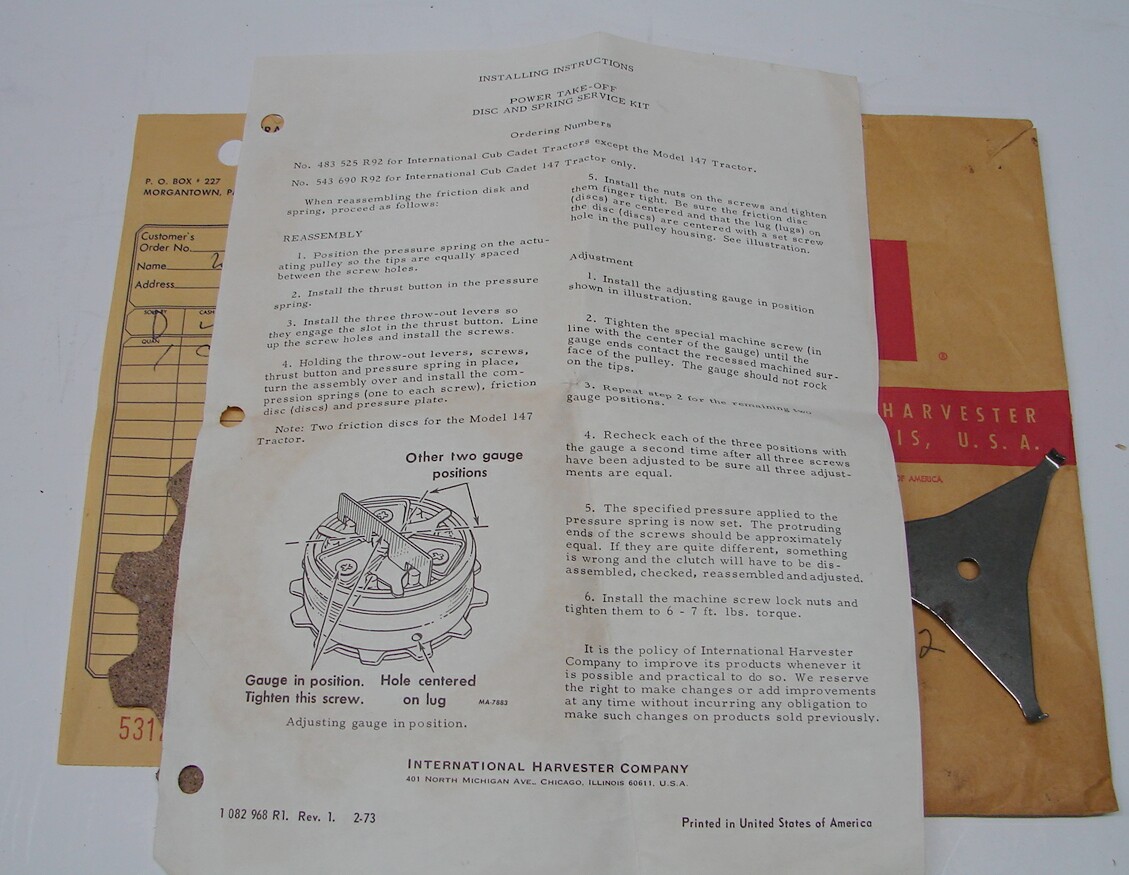 INSTALLING INSTRUCTIONS
POWER TAKE-OFF
DISC AND SPRING SERVICE KIT
Ordering Numbers
No. 483 525 R92 for International Cub Cadet Tractors except the Model 147 Tractor.
No. 543 690 R92 for International Cub Cadet 147 Tractor only.
When reassembling the friction disk and
spring, proceed as follows:
REASSEMBLY
1. Position the pressure spring on the actu-
ating pulley so the tips are equally spaced
between the screw holes.
2. Install the thrust button in the pressure
spring.
3. Install the three throw-out levers so
they engage the slot in the thrust button. Line
up the screw holes and install the screws.
4. Holding the throw-out levers, screws,
thrust button and pressure spring in place,
turn the assembly over and install the com-
pression springs (one to each screw), friction
disc (discs) and pressure plate.
Note: Two friction discs for the Model 147
Tractor.
Other two gauge
positions
Gauge in position.
Tighten this screw.
Hole centered
on lug
MA-7883
Adjusting gauge in position.
5. Install the nuts on the screws and tighten
them finger tight. Be sure the friction disc
(discs) are centered and that the lug (lugs) on
the disc (discs) are centered with a set screw
hole in the pulley housing. See illustration.
Adjustment
1. Install the adjusting gauge in position
shown in illustration.
2. Tighten the special machine screw (in
line with the center of the gauge) until the
gauge ends contact the recessed machined sur-
face of the pulley. The gauge should not rock
on the tips.
3. Repeat step 2 for the remaining two
gauge positions.
4. Recheck each of the three positions with
the gauge a second time after all three screws
have been adjusted to be sure all three adjust-
ments are equal.
5. The specified pressure applied to the
pressure spring is now set. The protruding
ends of the screws should be approximately
equal. If they are quite different, something
is wrong and the clutch will have to be dis-
assembled, checked, reassembled and adjusted.
6. Install the machine screw lock nuts and
tighten them to 6 - 7 ft. lbs. torque.
It is the policy of International Harvester
Company to improve its products whenever it
is possible and practical to do so. We reserve
the right to make changes or add improvements
at any time without incurring any obligation to
make such changes on products sold previously.
INTERNATIONAL HARVESTER COMPANY
401 NORTH MICHIGAN AVE., CHICAGO, ILLINOIS 60611, U.S.A.
1 082 968 R1. Rev. 1. 2-73
Printed in United States of America
P. O. BOX 227
MORGANTOWN, P
Customer's
Order No.
Name
Address
SOLD BY
CASH
QUAN
531
®
HARVESTER
IS, U.S.A.
OF AMERICA
2